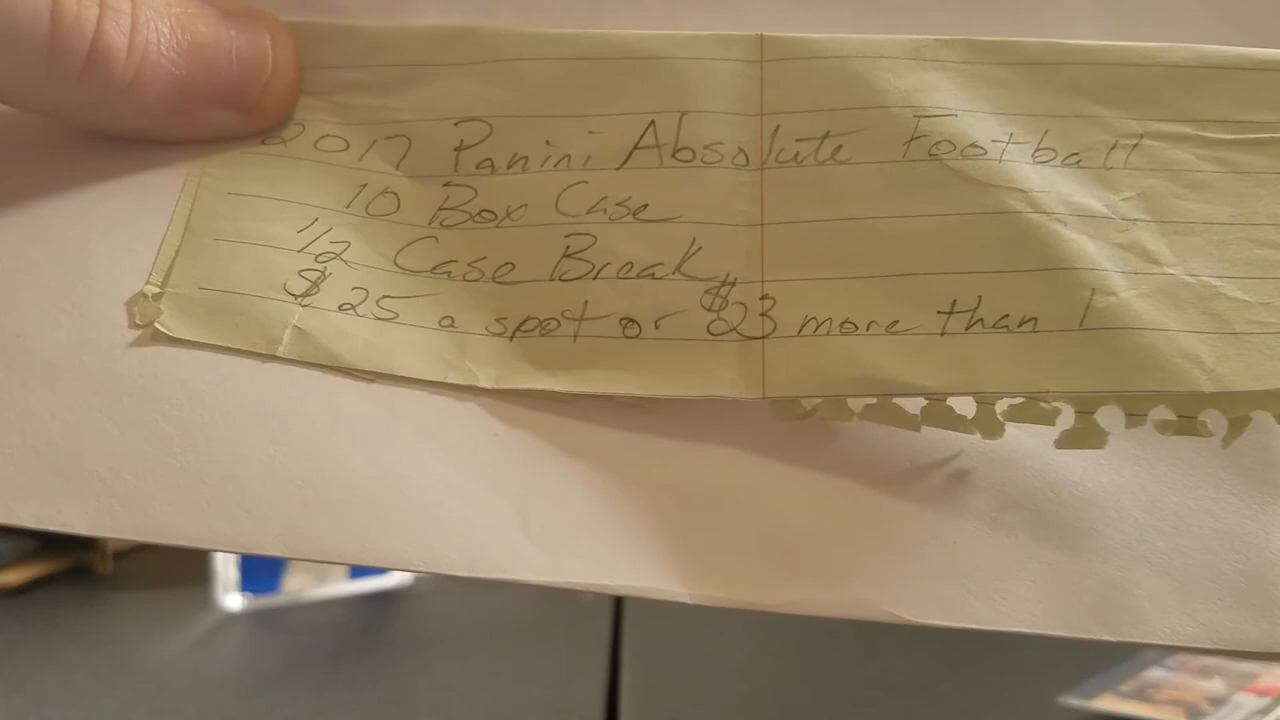 2017 Panini Absolute Football
10 Box Case
1/2 Case Break
$25 a spot or $23 more than 1